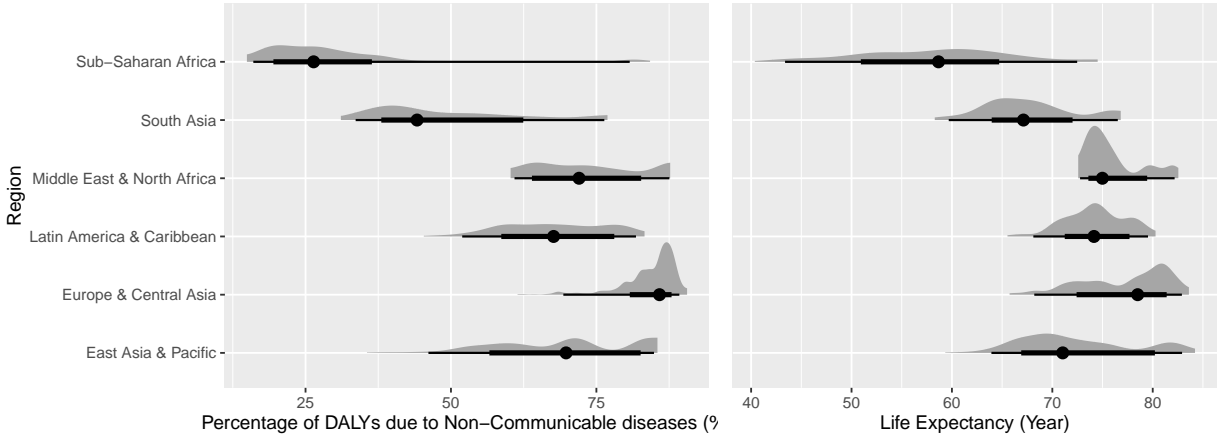 Region
Sub−Saharan Africa
South Asia
Middle East & North Africa
Latin America & Caribbean
Europe & Central Asia
East Asia & Pacific
25 50 75
Percentage of DALYs due to Non−Communicable diseases (%
40 50 60 70 80
Life Expectancy (Year)